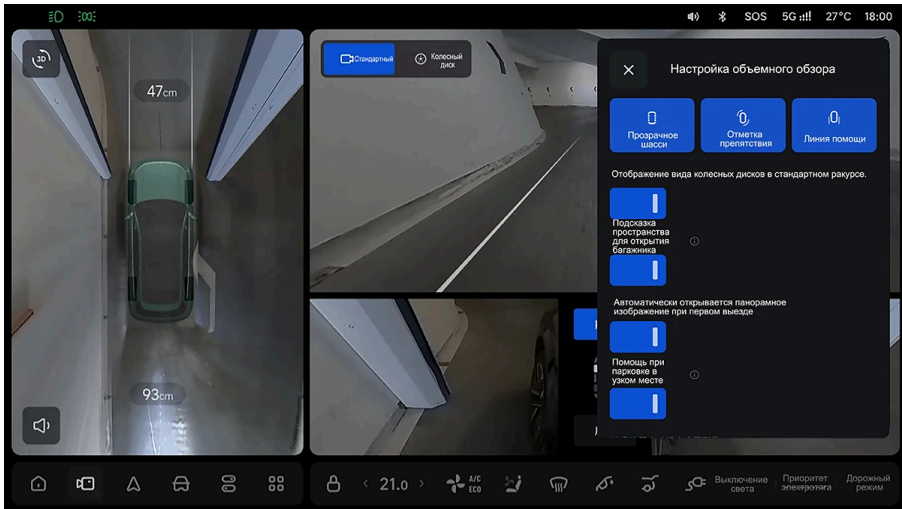 SOS
5G
27°C
18:00
3D
47cm
93cm
Стандартный
Колесный
диск
Настройка объемного обзора
Прозрачное
шасси
Отметка
препятствия
Линия помощи
Отображение вида колесных дисков в стандартном ракурсе.
Подсказка
пространства
для открытия
багажника
Автоматически открывается панорамное
изображение при первом выезде
Помощь при
парковке в
узком месте
21.0
A/C
ECO
Выключение
света
Приоритет
электротяга
Дорожный
режим